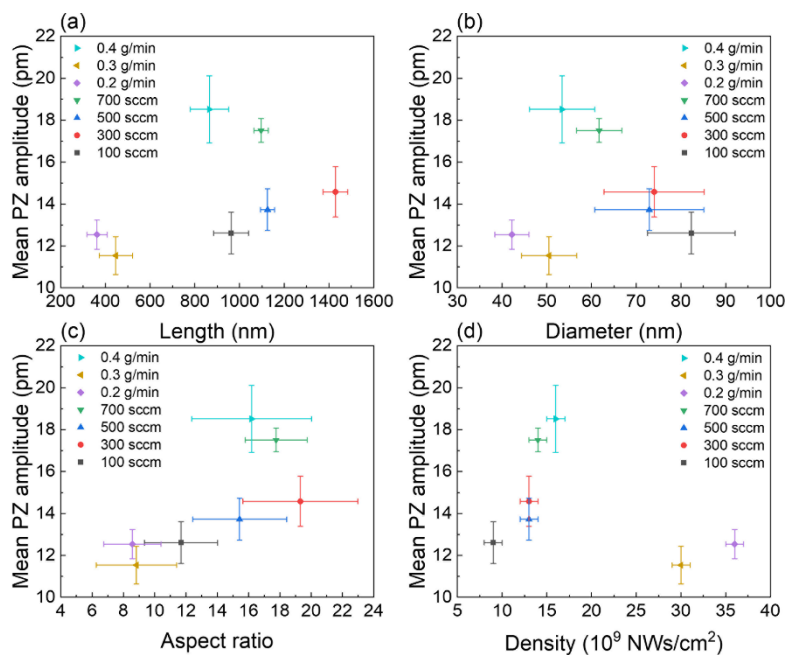 (a)
0.4 g/min
0.3 g/min
0.2 g/min
700 sccm
500 sccm
300 sccm
100 sccm
Mean PZ amplitude (pm)
22
20
18
16
14
12
10
200 400 600 800 1000 1200 1400 1600
Length (nm)
(b)
0.4 g/min
0.3 g/min
0.2 g/min
700 sccm
500 sccm
300 sccm
100 sccm
Mean PZ amplitude (pm)
22
20
18
16
14
12
10
30 40 50 60 70 80 90 100
Diameter (nm)
(c)
0.4 g/min
0.3 g/min
0.2 g/min
700 sccm
500 sccm
300 sccm
100 sccm
Mean PZ amplitude (pm)
22
20
18
16
14
12
10
4 6 8 10 12 14 16 18 20 22 24
Aspect ratio
(d)
0.4 g/min
0.3 g/min
0.2 g/min
700 sccm
500 sccm
300 sccm
100 sccm
Mean PZ amplitude (pm)
22
20
18
16
14
12
10
5 10 15 20 25 30 35 40
Density (10⁹ NWs/cm²)